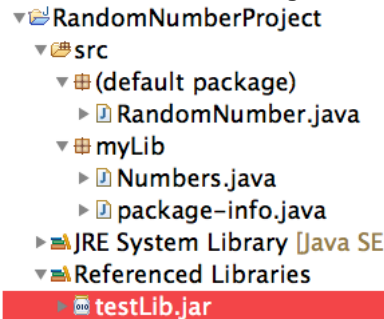 RandomNumberProject
src
(default package)
RandomNumber.java
myLib
Numbers.java
package-info.java
JRE System Library [Java SE
Referenced Libraries
testLib.jar